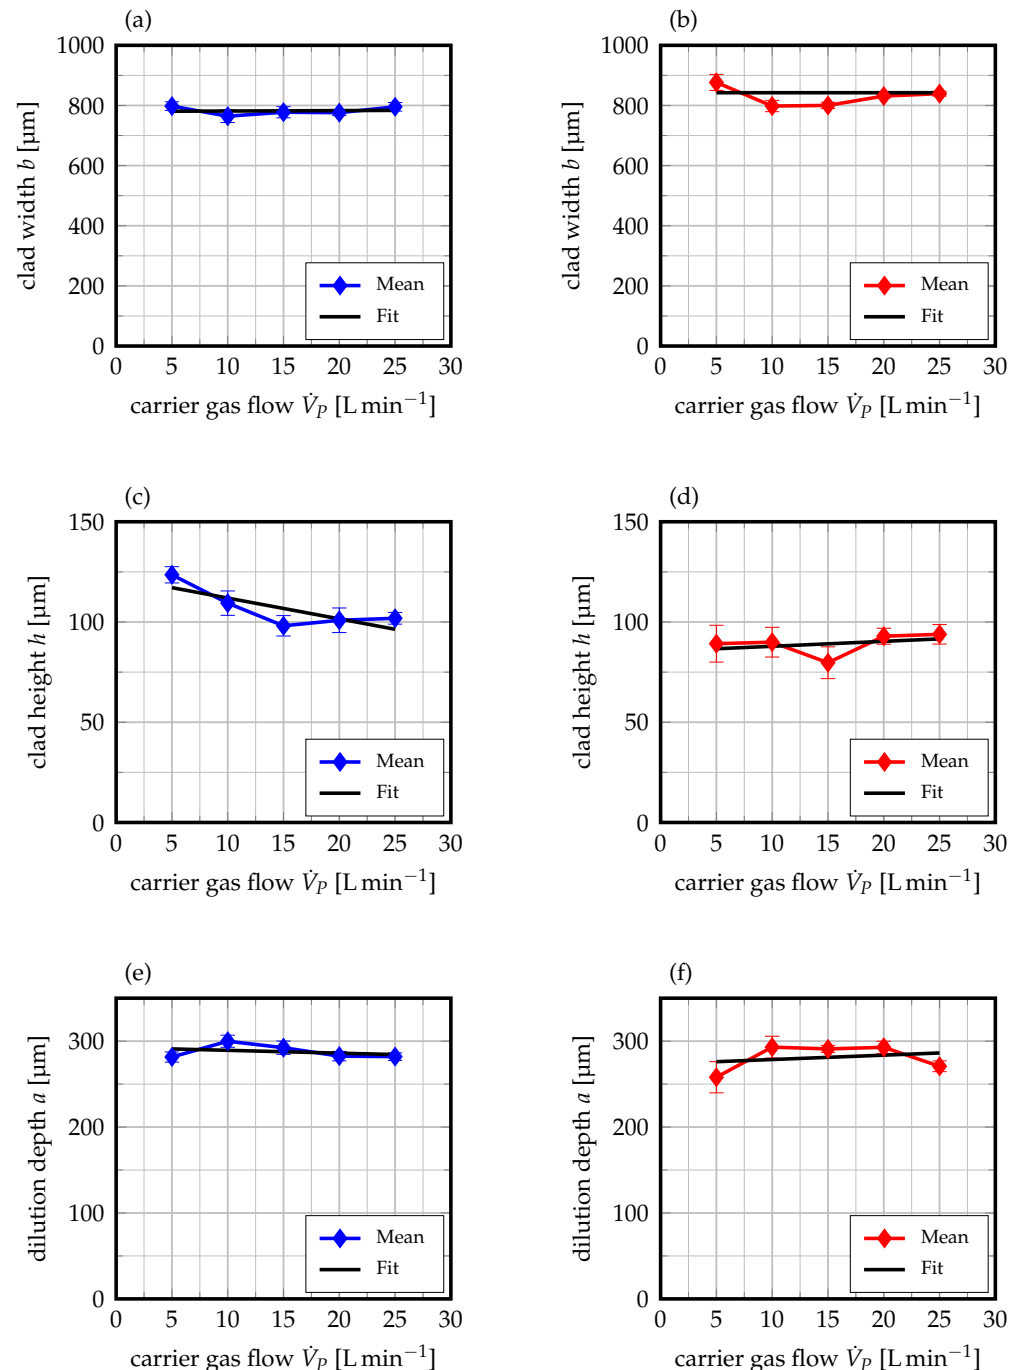 (a)
1000
800
600
400
200
0
clad width b [µm]
Mean
Fit
0 5 10 15 20 25 30
carrier gas flow V̇_P [L min⁻¹]
(b)
1000
800
600
400
200
0
clad width b [µm]
Mean
Fit
0 5 10 15 20 25 30
carrier gas flow V̇_P [L min⁻¹]
(c)
150
100
50
0
clad height h [µm]
Mean
Fit
0 5 10 15 20 25 30
carrier gas flow V̇_P [L min⁻¹]
(d)
150
100
50
0
clad height h [µm]
Mean
Fit
0 5 10 15 20 25 30
carrier gas flow V̇_P [L min⁻¹]
(e)
300
200
100
0
dilution depth a [µm]
Mean
Fit
0 5 10 15 20 25 30
carrier gas flow V̇_P [L min⁻¹]
(f)
300
200
100
0
dilution depth a [µm]
Mean
Fit
0 5 10 15 20 25 30
carrier gas flow V̇_P [L min⁻¹]